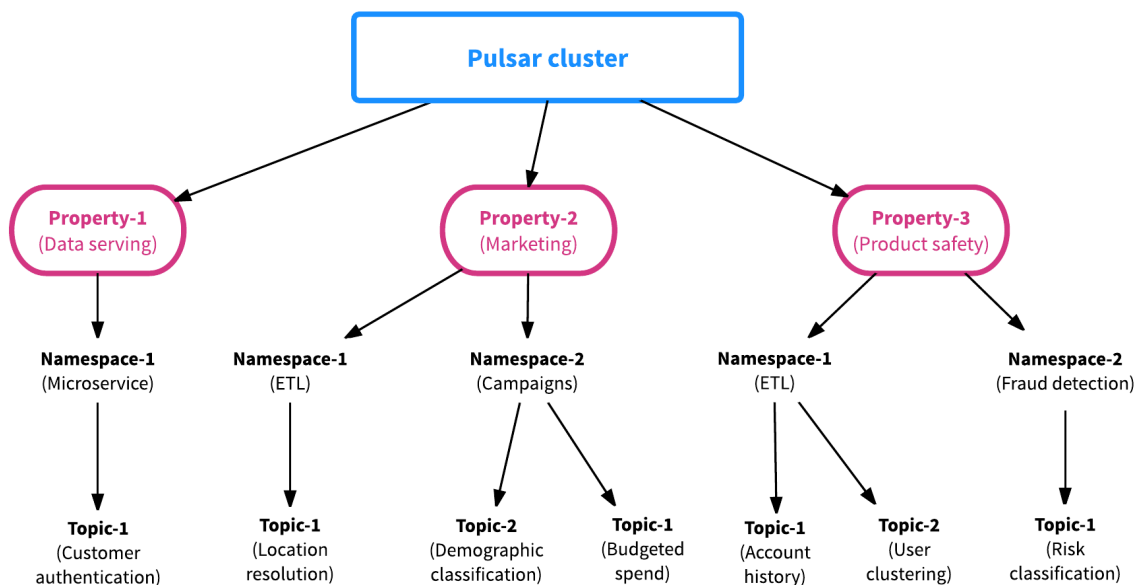 Pulsar cluster
Property-1
(Data serving)
Property-2
(Marketing)
Property-3
(Product safety)
Namespace-1
(Microservice)
Namespace-1
(ETL)
Namespace-2
(Campaigns)
Namespace-1
(ETL)
Namespace-2
(Fraud detection)
Topic-1
(Customer
authentication)
Topic-1
(Location
resolution)
Topic-2
(Demographic
classification)
Topic-1
(Budgeted
spend)
Topic-1
(Account
history)
Topic-2
(User
clustering)
Topic-1
(Risk
classification)